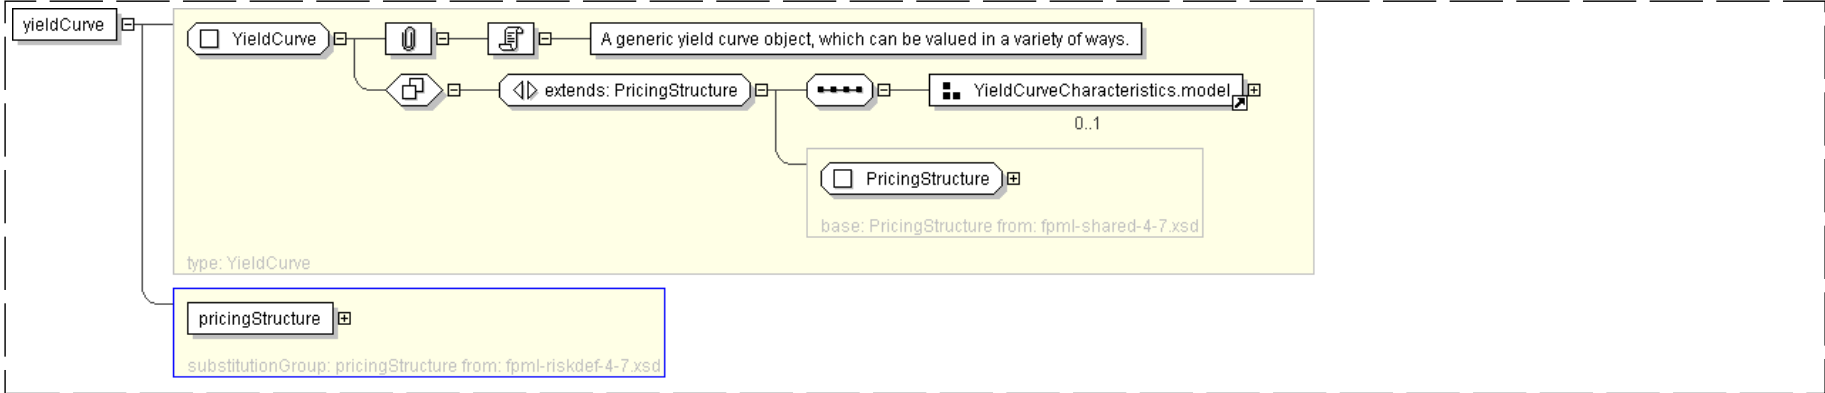 yieldCurve
YieldCurve
A generic yield curve object, which can be valued in a variety of ways.
extends: PricingStructure
YieldCurveCharacteristics.model
0..1
PricingStructure
base: PricingStructure from: fpml-shared-4-7.xsd
type: YieldCurve
pricingStructure
substitutionGroup: pricingStructure from: fpml-riskdef-4-7.xsd